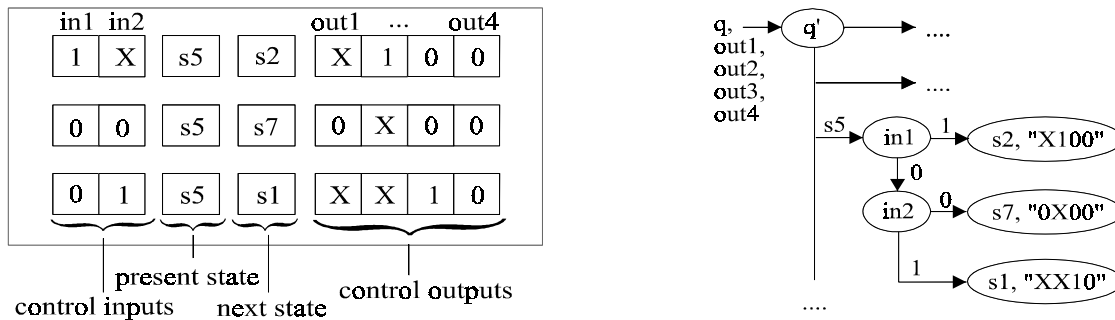 in1 in2 out1 ... out4
1 X s5 s2 X 1 0 0
0 0 s5 s7 0 X 0 0
0 1 s5 s1 X X 1 0
present state
control inputs next state control outputs
q, q' ....
out1,
out2, ....
out3,
out4
s5 in1 1 s2, "X100"
0
in2 0 s7, "0X00"
1 s1, "XX10"
....